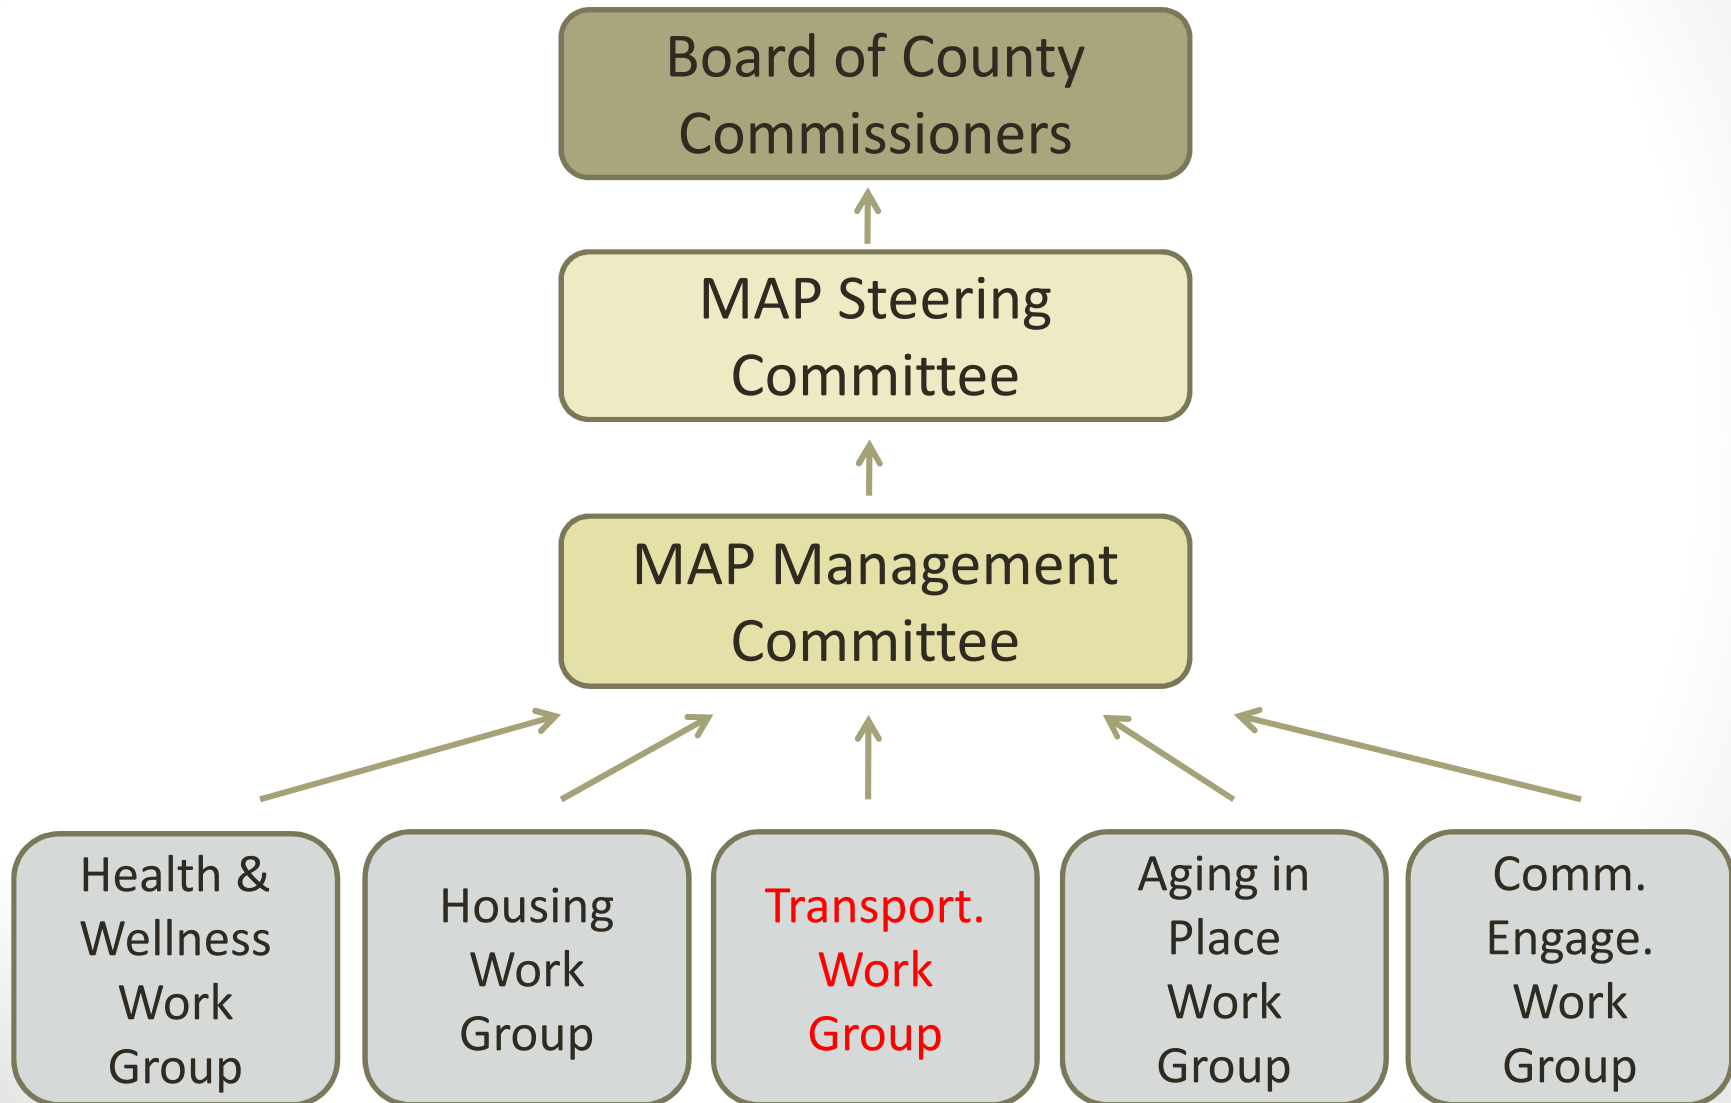 Board of County
Commissioners
MAP Steering
Committee
MAP Management
Committee
Health &
Wellness
Work
Group
Housing
Work
Group
Transport.
Work
Group
Aging in
Place
Work
Group
Comm.
Engage.
Work
Group